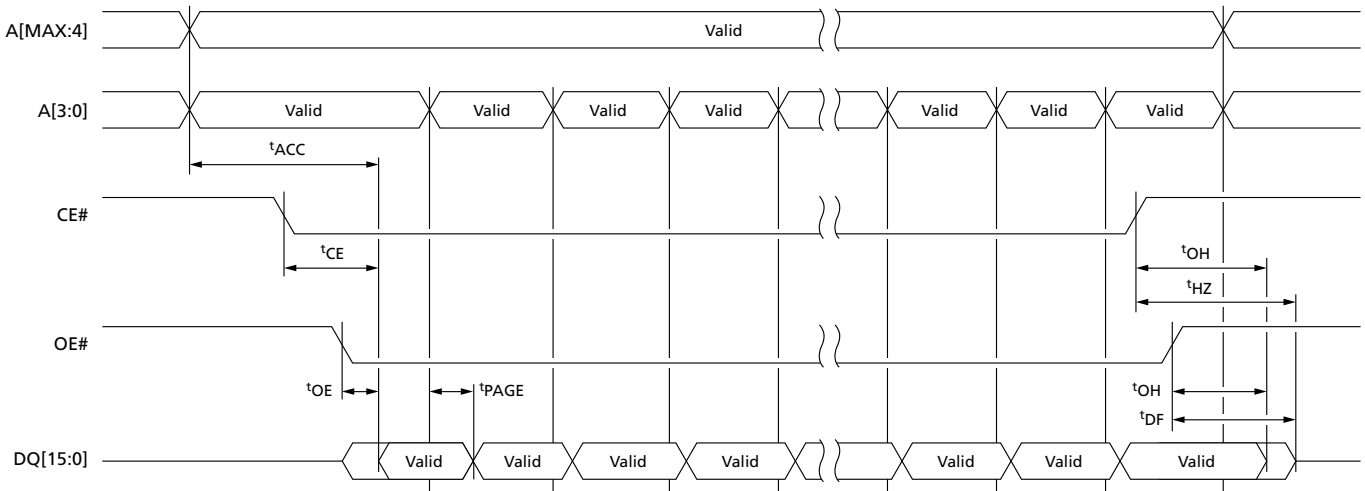 A[MAX:4] Valid
A[3:0] Valid Valid Valid Valid Valid Valid Valid
tACC
CE#
tCE tOH
tHZ
OE#
tOE tPAGE tOH
tDF
DQ[15:0] Valid Valid Valid Valid Valid Valid Valid